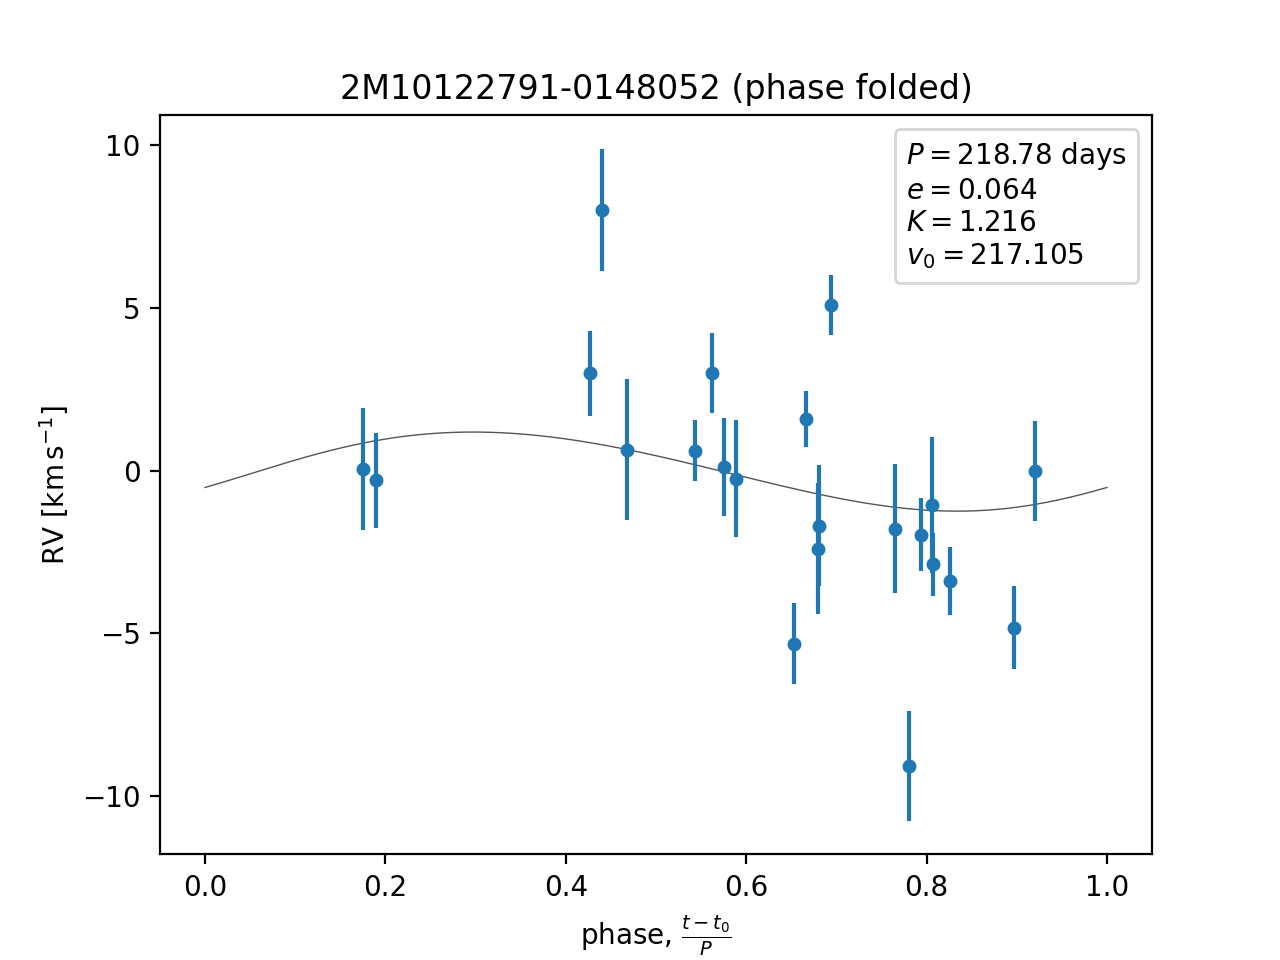 2M10122791-0148052 (phase folded)
P = 218.78 days
e = 0.064
K = 1.216
v₀ = 217.105
10
5
0
−5
−10
RV [km s⁻¹]
0.0 0.2 0.4 0.6 0.8 1.0
phase, (t − t₀)/P